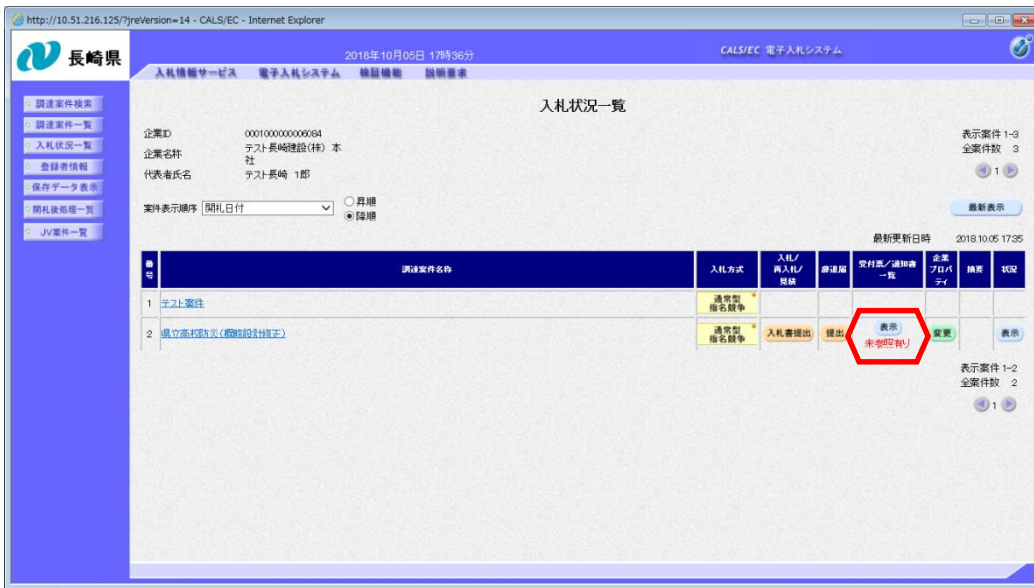 http://10.51.216.125/?jreVersion=14 - CALS/EC - Internet Explorer
長崎県
2018年10月05日 17時36分
CALS/EC 電子入札システム
入札情報サービス 電子入札システム 検証機能 説明要求
調達案件検索
調達案件一覧
入札状況一覧
登録者情報
保存データ表示
開札後処理一覧
JV案件一覧
入札状況一覧
企業ID 0001000000006084
企業名称 テスト長崎建設(株) 本社
代表者氏名 テスト長崎 1郎
表示案件 1-3
全案件数 3
1
案件表示順序 開札日付
昇順
降順
最新表示
最新更新日時 2018.10.05 17:35
番号 調達案件名称 入札方式 入札/再入札/見積 辞退届 受付票/通知書一覧 企業プロパティ 摘要 状況
1 テスト案件 通常型指名競争
2 県立高校防災(概略設計修正) 通常型指名競争 入札書提出 提出 表示 未参照有り 変更 表示
表示案件 1-2
全案件数 2
1